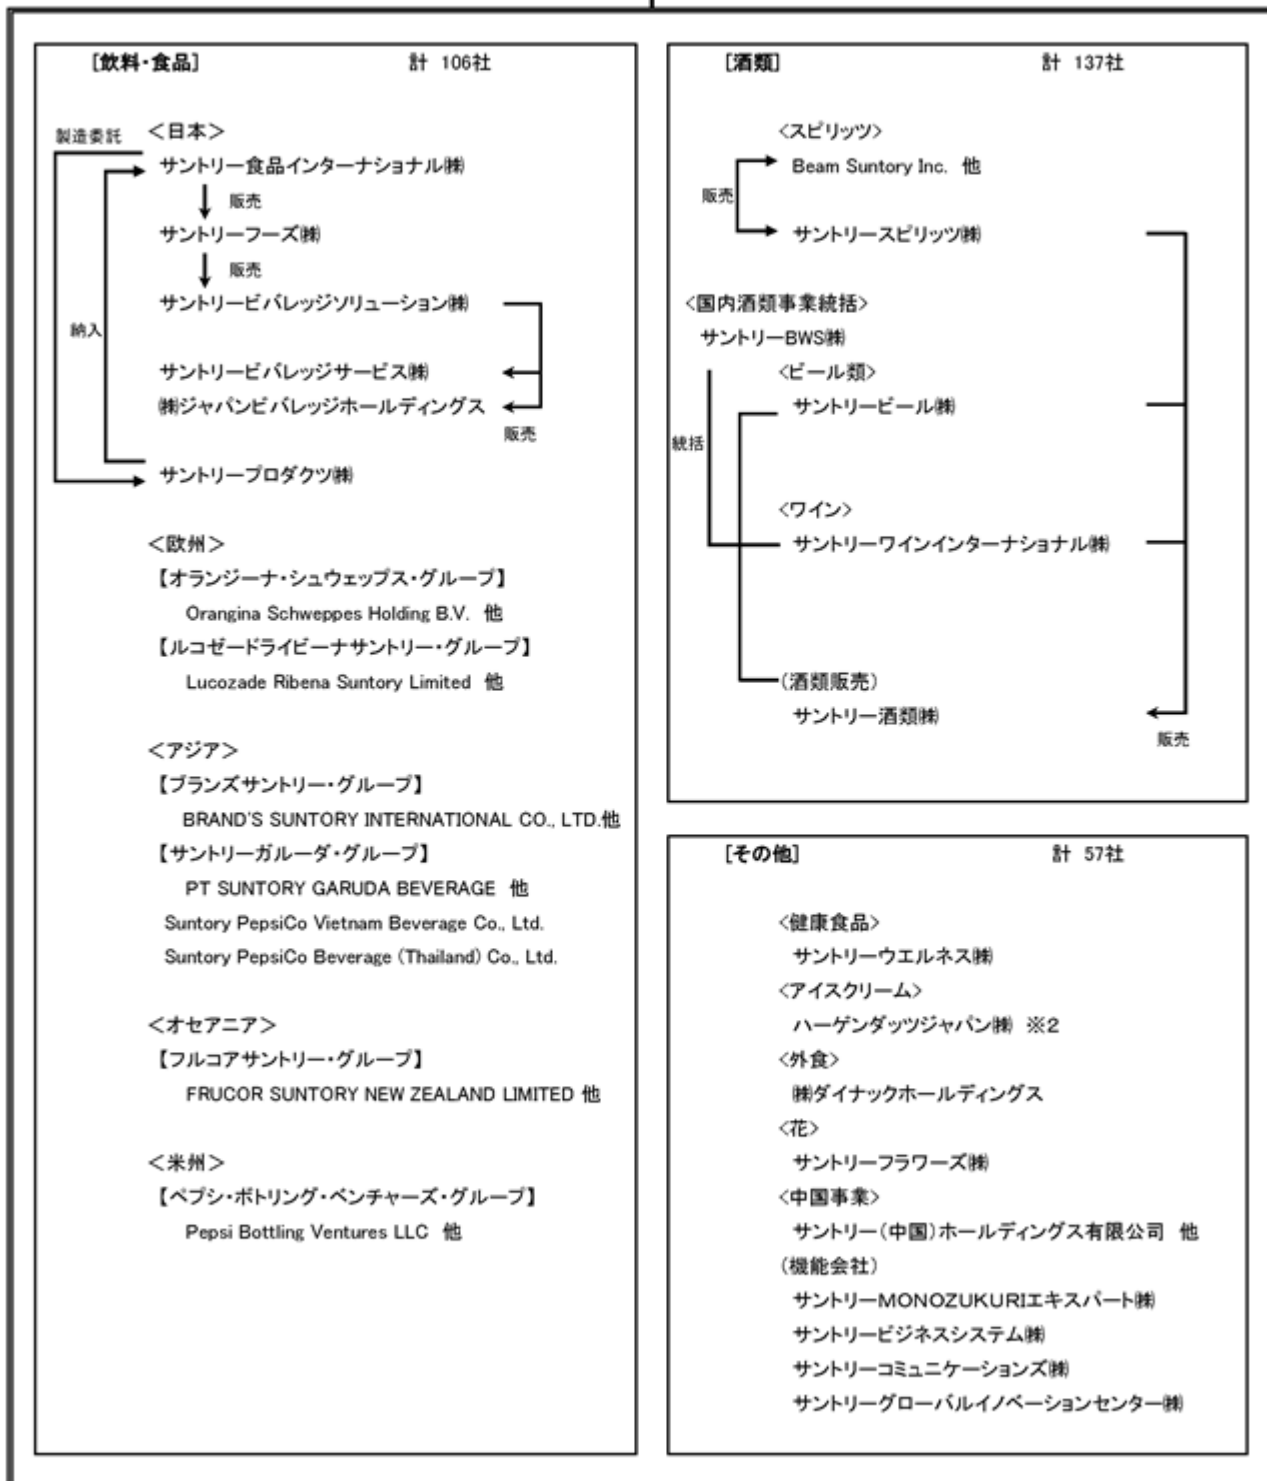 [飲料・食品] 計 106社
製造委託
＜日本＞
サントリー食品インターナショナル㈱
販売
サントリーフーズ㈱
販売
サントリービバレッジソリューション㈱
納入
サントリービバレッジサービス㈱
㈱ジャパンビバレッジホールディングス
販売
サントリープロダクツ㈱
＜欧州＞
【オランジーナ・シュウェップス・グループ】
Orangina Schweppes Holding B.V. 他
【ルコゼードライビーナサントリー・グループ】
Lucozade Ribena Suntory Limited 他
＜アジア＞
【ブランズサントリー・グループ】
BRAND'S SUNTORY INTERNATIONAL CO., LTD.他
【サントリーガルーダ・グループ】
PT SUNTORY GARUDA BEVERAGE 他
Suntory PepsiCo Vietnam Beverage Co., Ltd.
Suntory PepsiCo Beverage (Thailand) Co., Ltd.
＜オセアニア＞
【フルコアサントリー・グループ】
FRUCOR SUNTORY NEW ZEALAND LIMITED 他
＜米州＞
【ペプシ・ボトリング・ベンチャーズ・グループ】
Pepsi Bottling Ventures LLC 他
[酒類] 計 137社
＜スピリッツ＞
Beam Suntory Inc. 他
販売
サントリースピリッツ㈱
＜国内酒類事業統括＞
サントリーBWS㈱
＜ビール類＞
サントリービール㈱
統括
＜ワイン＞
サントリーワインインターナショナル㈱
(酒類販売)
サントリー酒類㈱
販売
[その他] 計 57社
＜健康食品＞
サントリーウエルネス㈱
＜アイスクリーム＞
ハーゲンダッツジャパン㈱ ※2
＜外食＞
㈱ダイナックホールディングス
＜花＞
サントリーフラワーズ㈱
＜中国事業＞
サントリー(中国)ホールディングス有限公司 他
(機能会社)
サントリーMONOZUKURIエキスパート㈱
サントリービジネスシステム㈱
サントリーコミュニケーションズ㈱
サントリーグローバルイノベーションセンター㈱